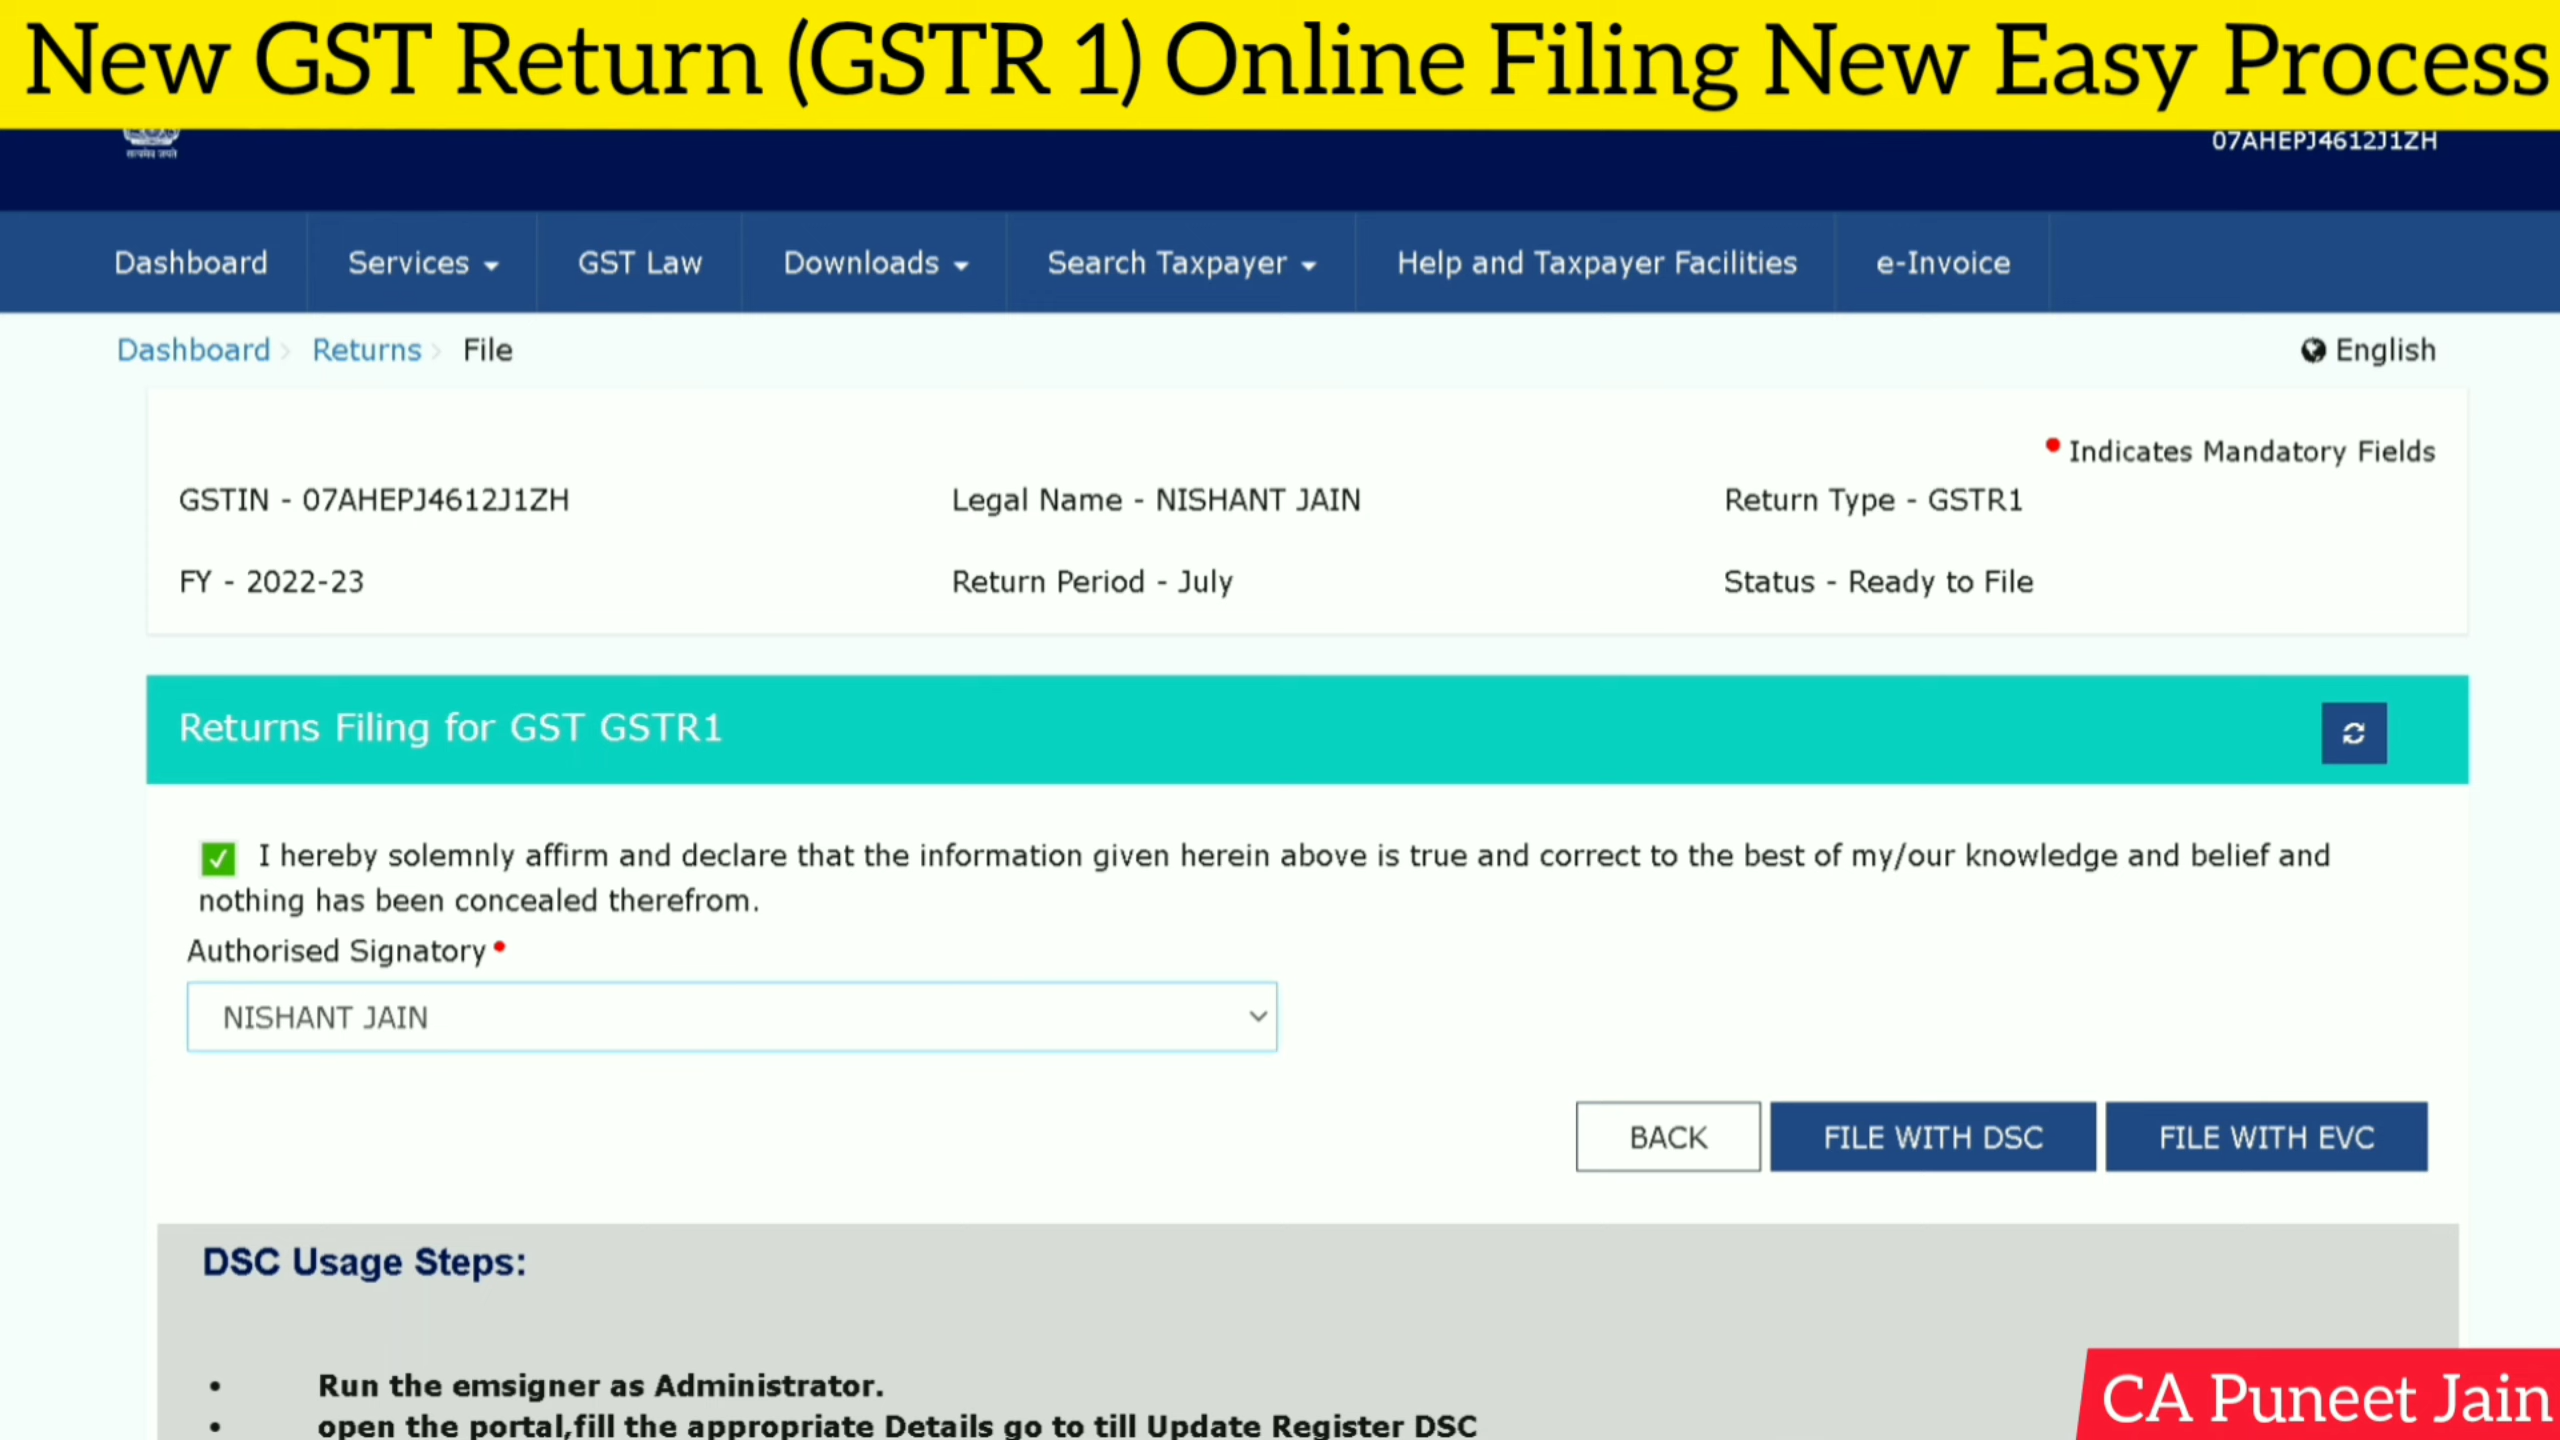 New GST Return (GSTR 1) Online Filing New Easy Process
सत्यमेव जयते
07AHEPJ4612J1ZH
Dashboard Services GST Law Downloads Search Taxpayer Help and Taxpayer Facilities e-Invoice
Dashboard Returns File English
Indicates Mandatory Fields
GSTIN - 07AHEPJ4612J1ZH Legal Name - NISHANT JAIN Return Type - GSTR1
FY - 2022-23 Return Period - July Status - Ready to File
Returns Filing for GST GSTR1
I hereby solemnly affirm and declare that the information given herein above is true and correct to the best of my/our knowledge and belief and
nothing has been concealed therefrom.
Authorised Signatory
NISHANT JAIN
BACK FILE WITH DSC FILE WITH EVC
DSC Usage Steps:
• Run the emsigner as Administrator.
• open the portal,fill the appropriate Details go to till Update Register DSC
CA Puneet Jain